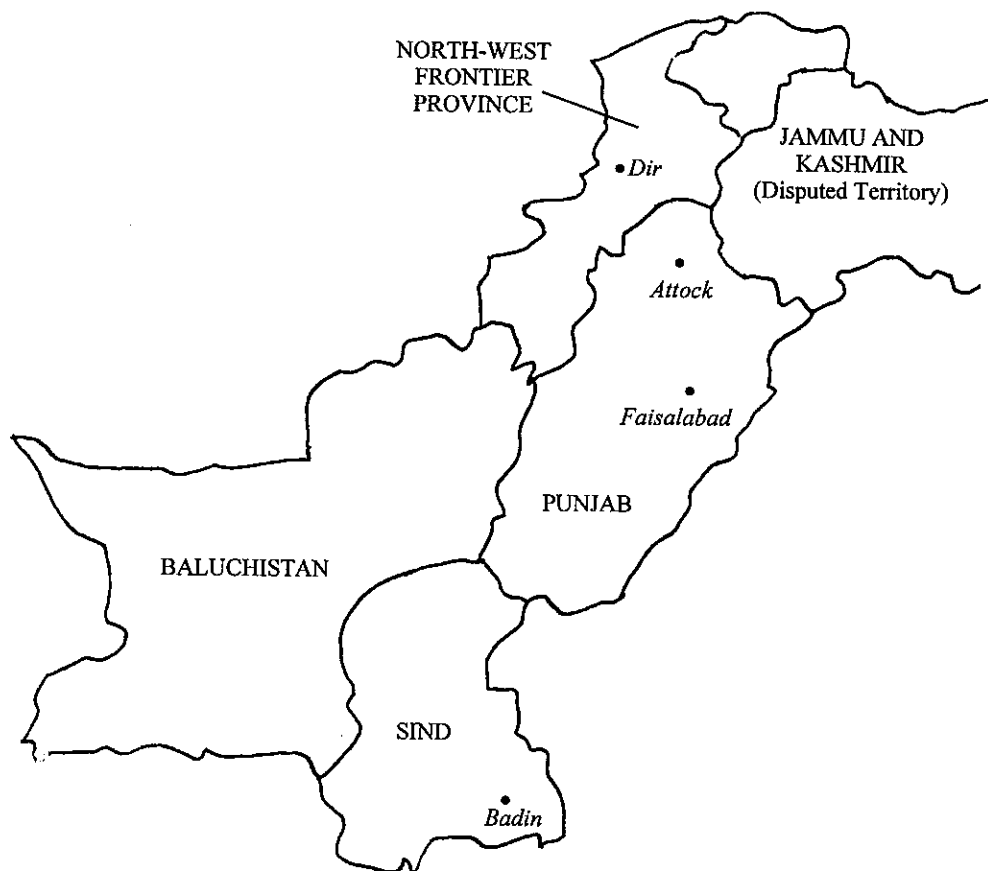 NORTH-WEST
FRONTIER
PROVINCE
JAMMU AND
KASHMIR
(Disputed Territory)
Dir
Attock
Faisalabad
PUNJAB
BALUCHISTAN
SIND
Badin